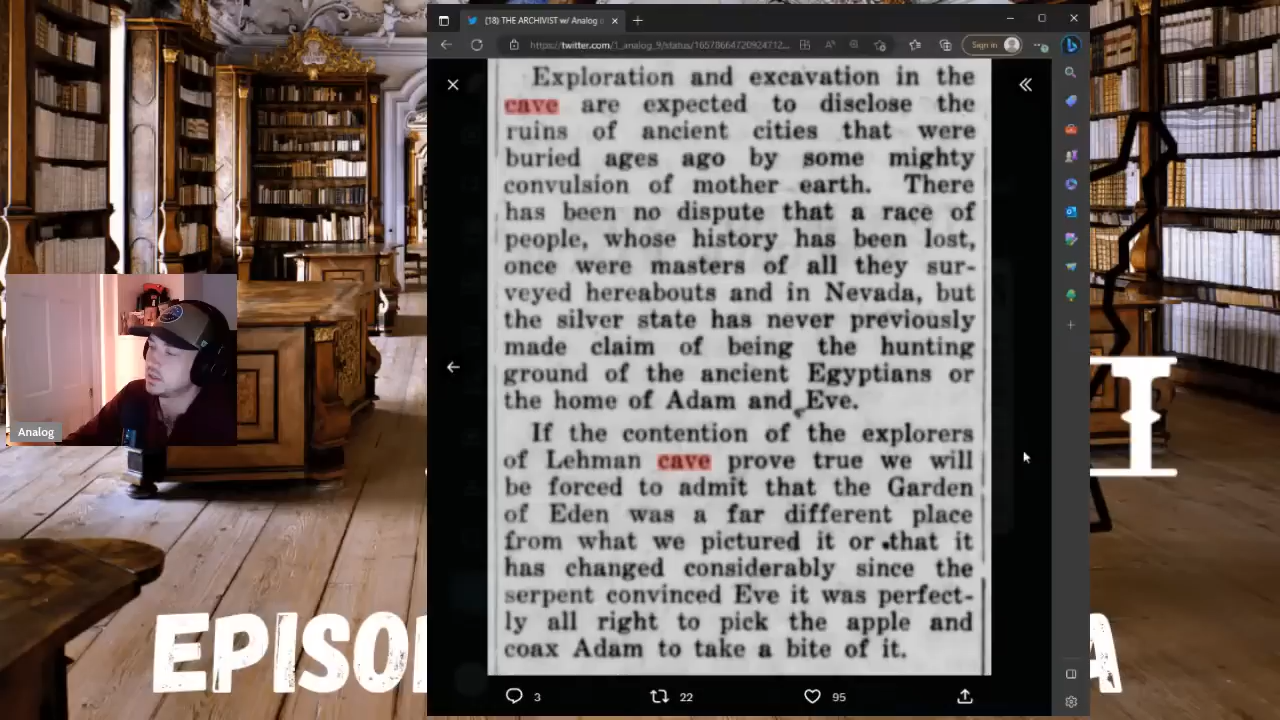 [18] THE ARCHIVIST w/ Analog
https://twitter.com/1_analog_9/status/16578664720924712...
Sign in
Exploration and excavation in the
cave are expected to disclose the
ruins of ancient cities that were
buried ages ago by some mighty
convulsion of mother earth. There
has been no dispute that a race of
people, whose history has been lost,
once were masters of all they sur-
veyed hereabouts and in Nevada, but
the silver state has never previously
made claim of being the hunting
ground of the ancient Egyptians or
the home of Adam and Eve.
If the contention of the explorers
of Lehman cave prove true we will
be forced to admit that the Garden
of Eden was a far different place
from what we pictured it or that it
has changed considerably since the
serpent convinced Eve it was perfect-
ly all right to pick the apple and
coax Adam to take a bite of it.
3
22
95
Analog